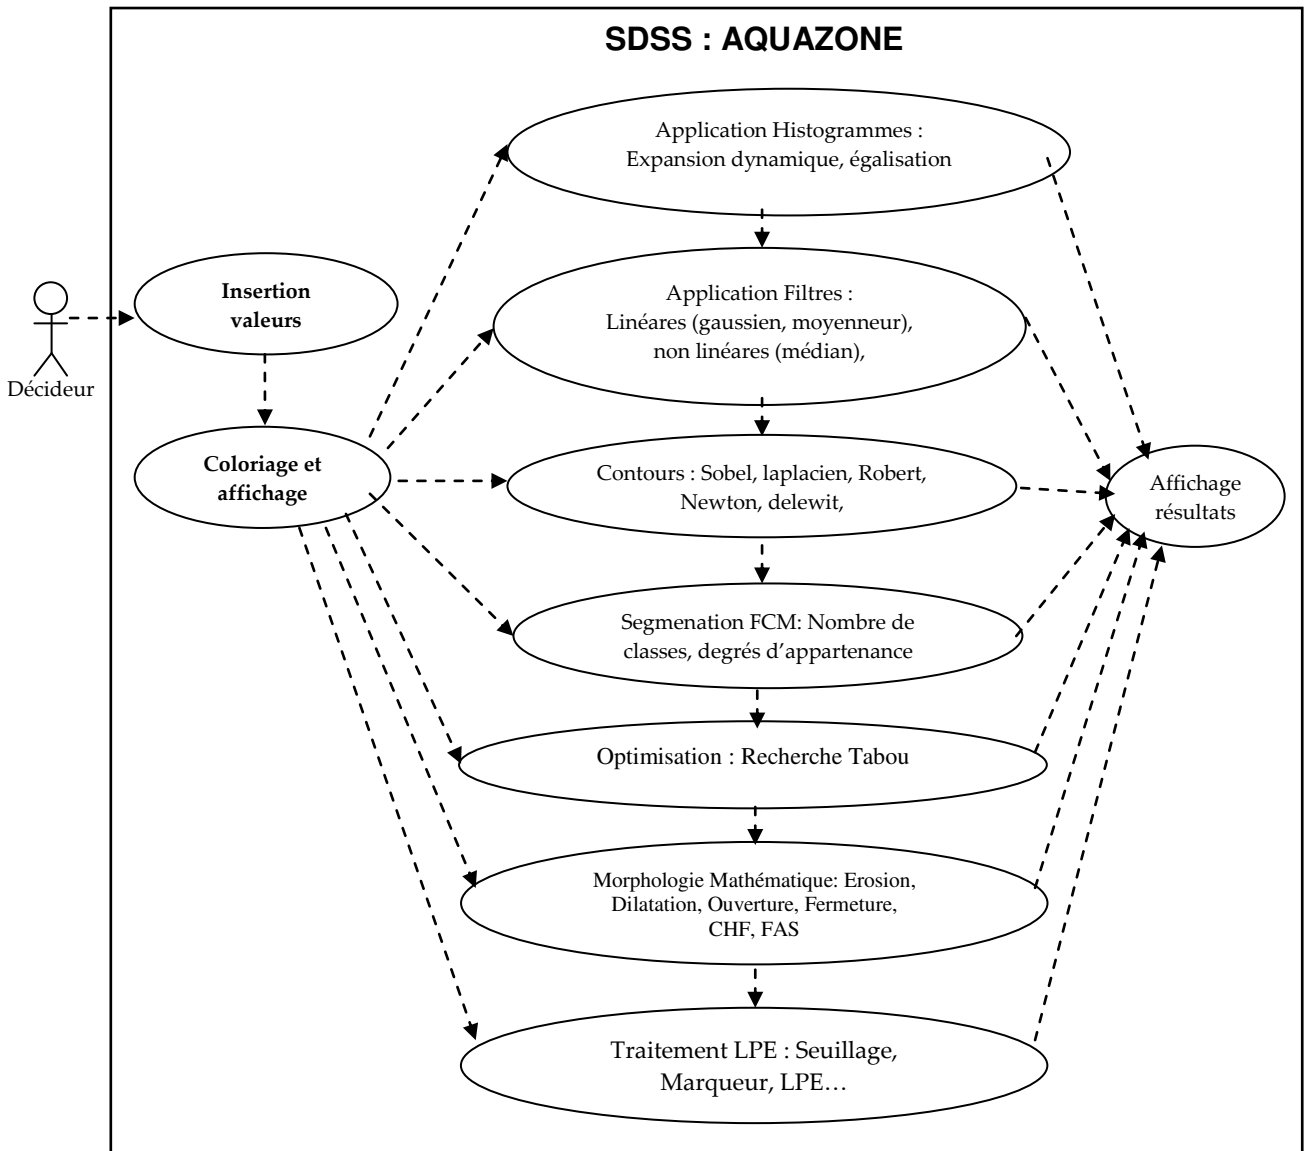 SDSS : AQUAZONE
Application Histogrammes :
Expansion dynamique, égalisation
Insertion
valeurs
Application Filtres :
Linéares (gaussien, moyenneur),
non linéares (médian),
Décideur
Coloriage et
affichage
Contours : Sobel, laplacien, Robert,
Newton, delewit,
Affichage
résultats
Segmenation FCM: Nombre de
classes, degrés d’appartenance
Optimisation : Recherche Tabou
Morphologie Mathématique: Erosion,
Dilatation, Ouverture, Fermeture,
CHF, FAS
Traitement LPE : Seuillage,
Marqueur, LPE…